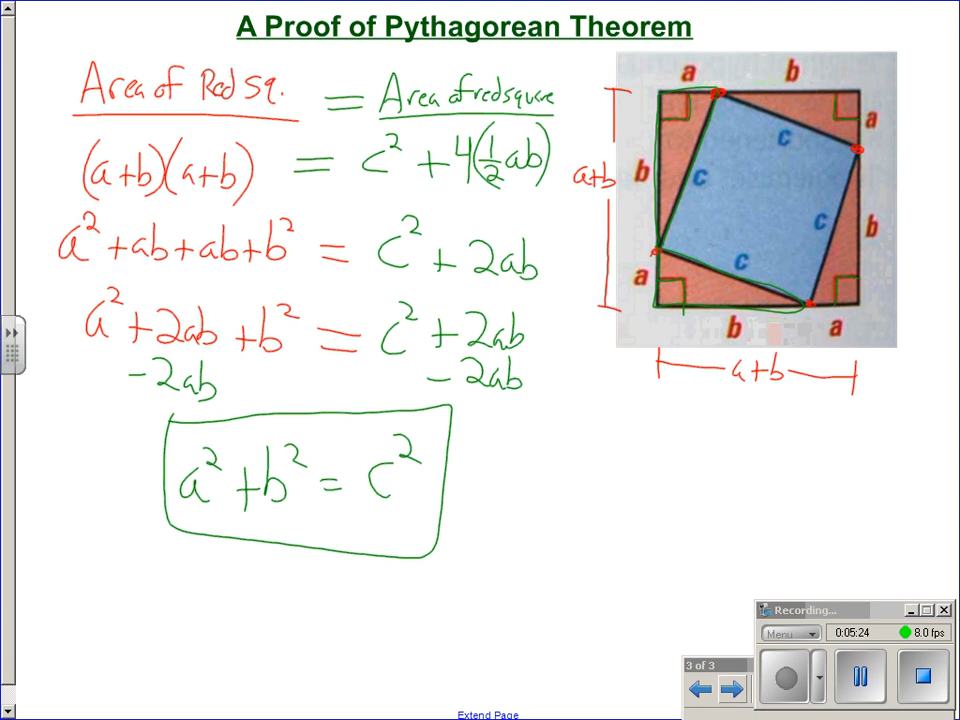 A Proof of Pythagorean Theorem
Area of Red sq. = Area of red square
(a+b)(a+b) = c² + 4(½ab)
a² + ab + ab + b² = c² + 2ab
a² + 2ab + b² = c² + 2ab
- 2ab - 2ab
a² + b² = c²
a b
c a
a+b b c
c b
a c
b a
a+b
Recording...
Menu 0:05:24 8.0 fps
3 of 3
Extend Page